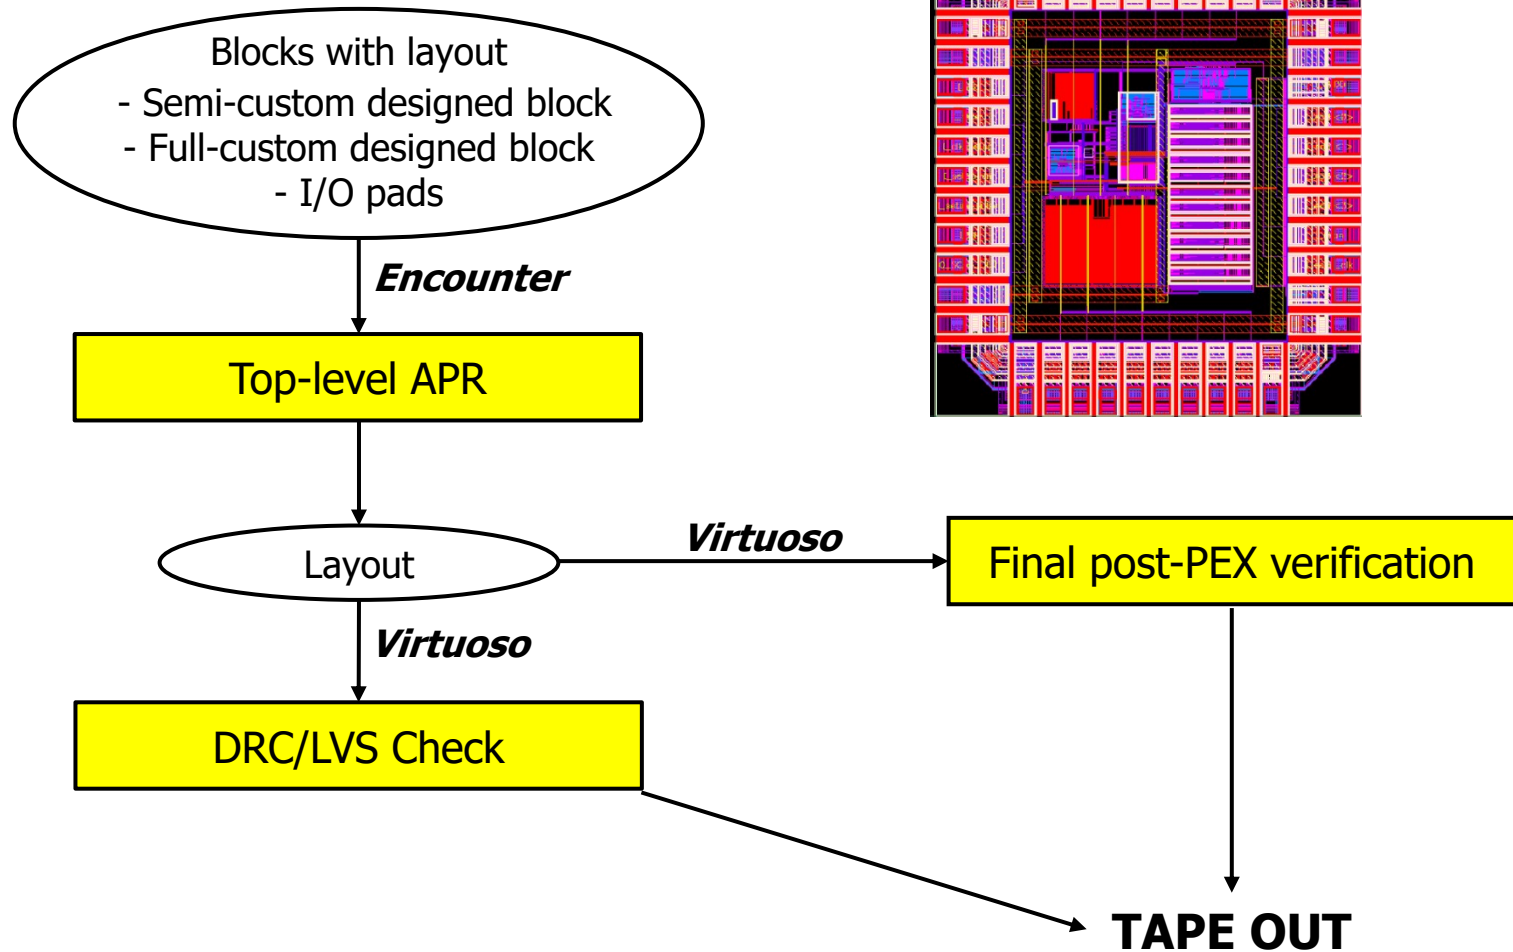 Blocks with layout
- Semi-custom designed block
- Full-custom designed block
- I/O pads
Encounter
Top-level APR
Layout
Virtuoso
Final post-PEX verification
Virtuoso
DRC/LVS Check
TAPE OUT